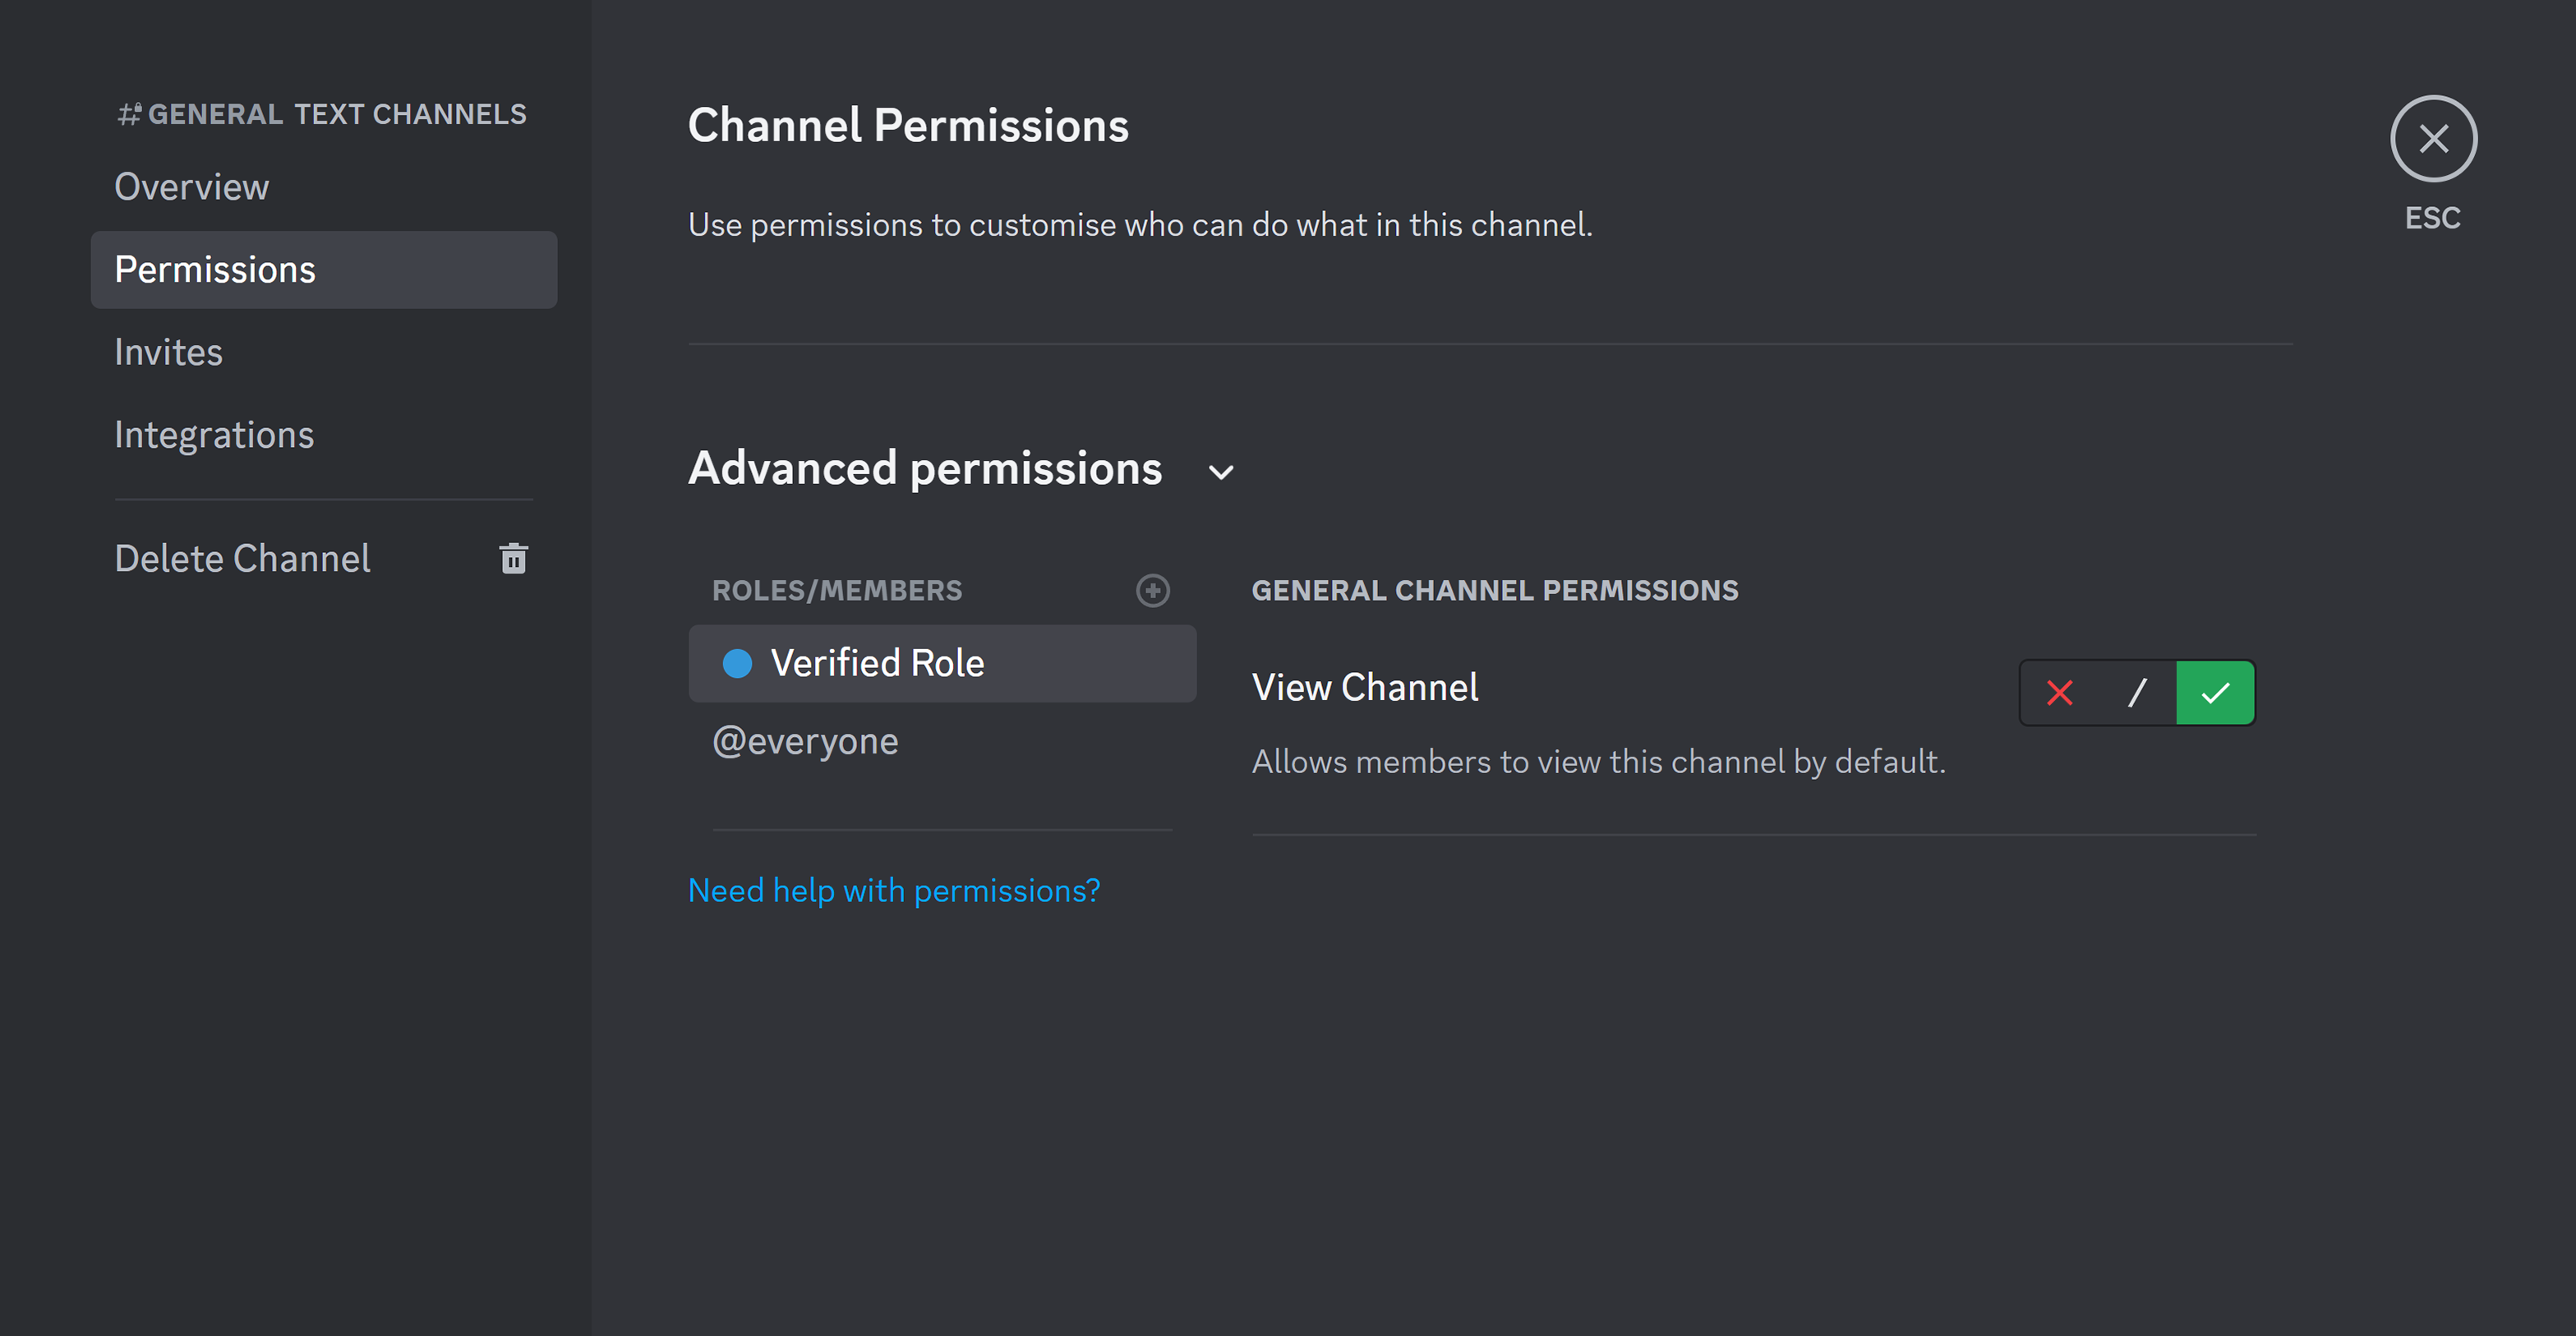 GENERAL TEXT CHANNELS
Overview
Permissions
Invites
Integrations
Delete Channel
Channel Permissions
Use permissions to customise who can do what in this channel.
ESC
Advanced permissions
ROLES/MEMBERS
Verified Role
@everyone
Need help with permissions?
GENERAL CHANNEL PERMISSIONS
View Channel
/
Allows members to view this channel by default.